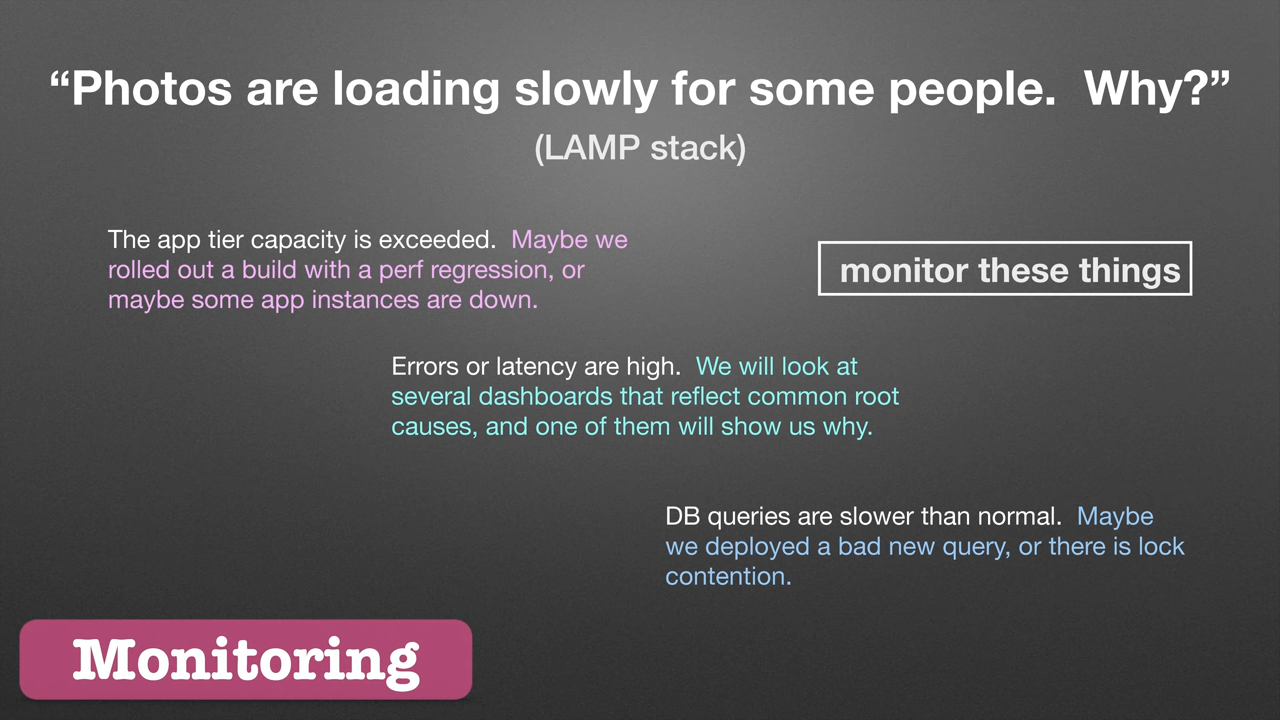 “Photos are loading slowly for some people.  Why?”
(LAMP stack)
The app tier capacity is exceeded.  Maybe we
rolled out a build with a perf regression, or
maybe some app instances are down.
monitor these things
Errors or latency are high.  We will look at
several dashboards that reflect common root
causes, and one of them will show us why.
DB queries are slower than normal.  Maybe
we deployed a bad new query, or there is lock
contention.
Monitoring